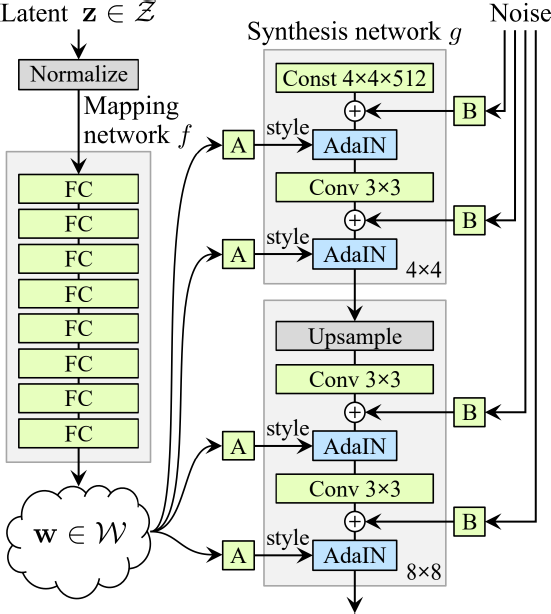 Latent z ∈ 𝒵
Normalize
Mapping
network f
FC
FC
FC
FC
FC
FC
FC
FC
w ∈ 𝒲
Synthesis network g
Noise
Const 4×4×512
+
B
A
style
AdaIN
Conv 3×3
+
B
A
style
AdaIN
4×4
Upsample
Conv 3×3
+
B
A
style
AdaIN
Conv 3×3
+
B
A
style
AdaIN
8×8